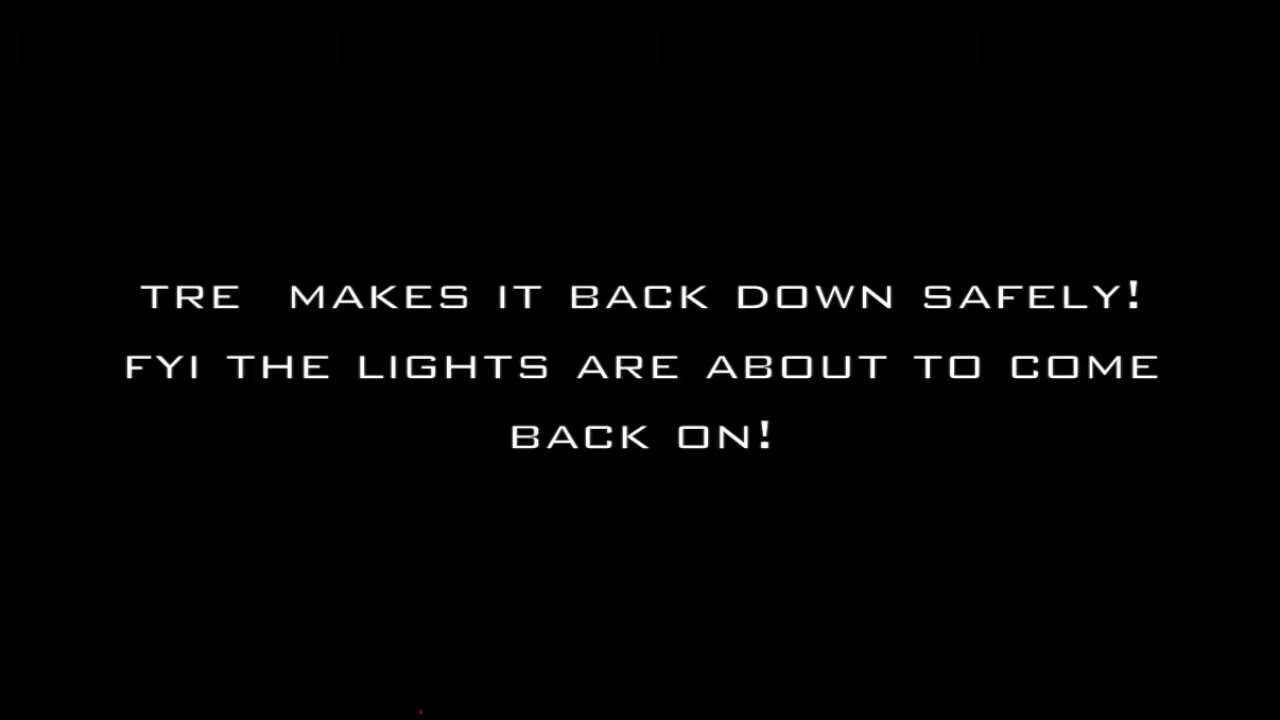 TRE  MAKES IT BACK DOWN SAFELY!
FYI THE LIGHTS ARE ABOUT TO COME
BACK ON!